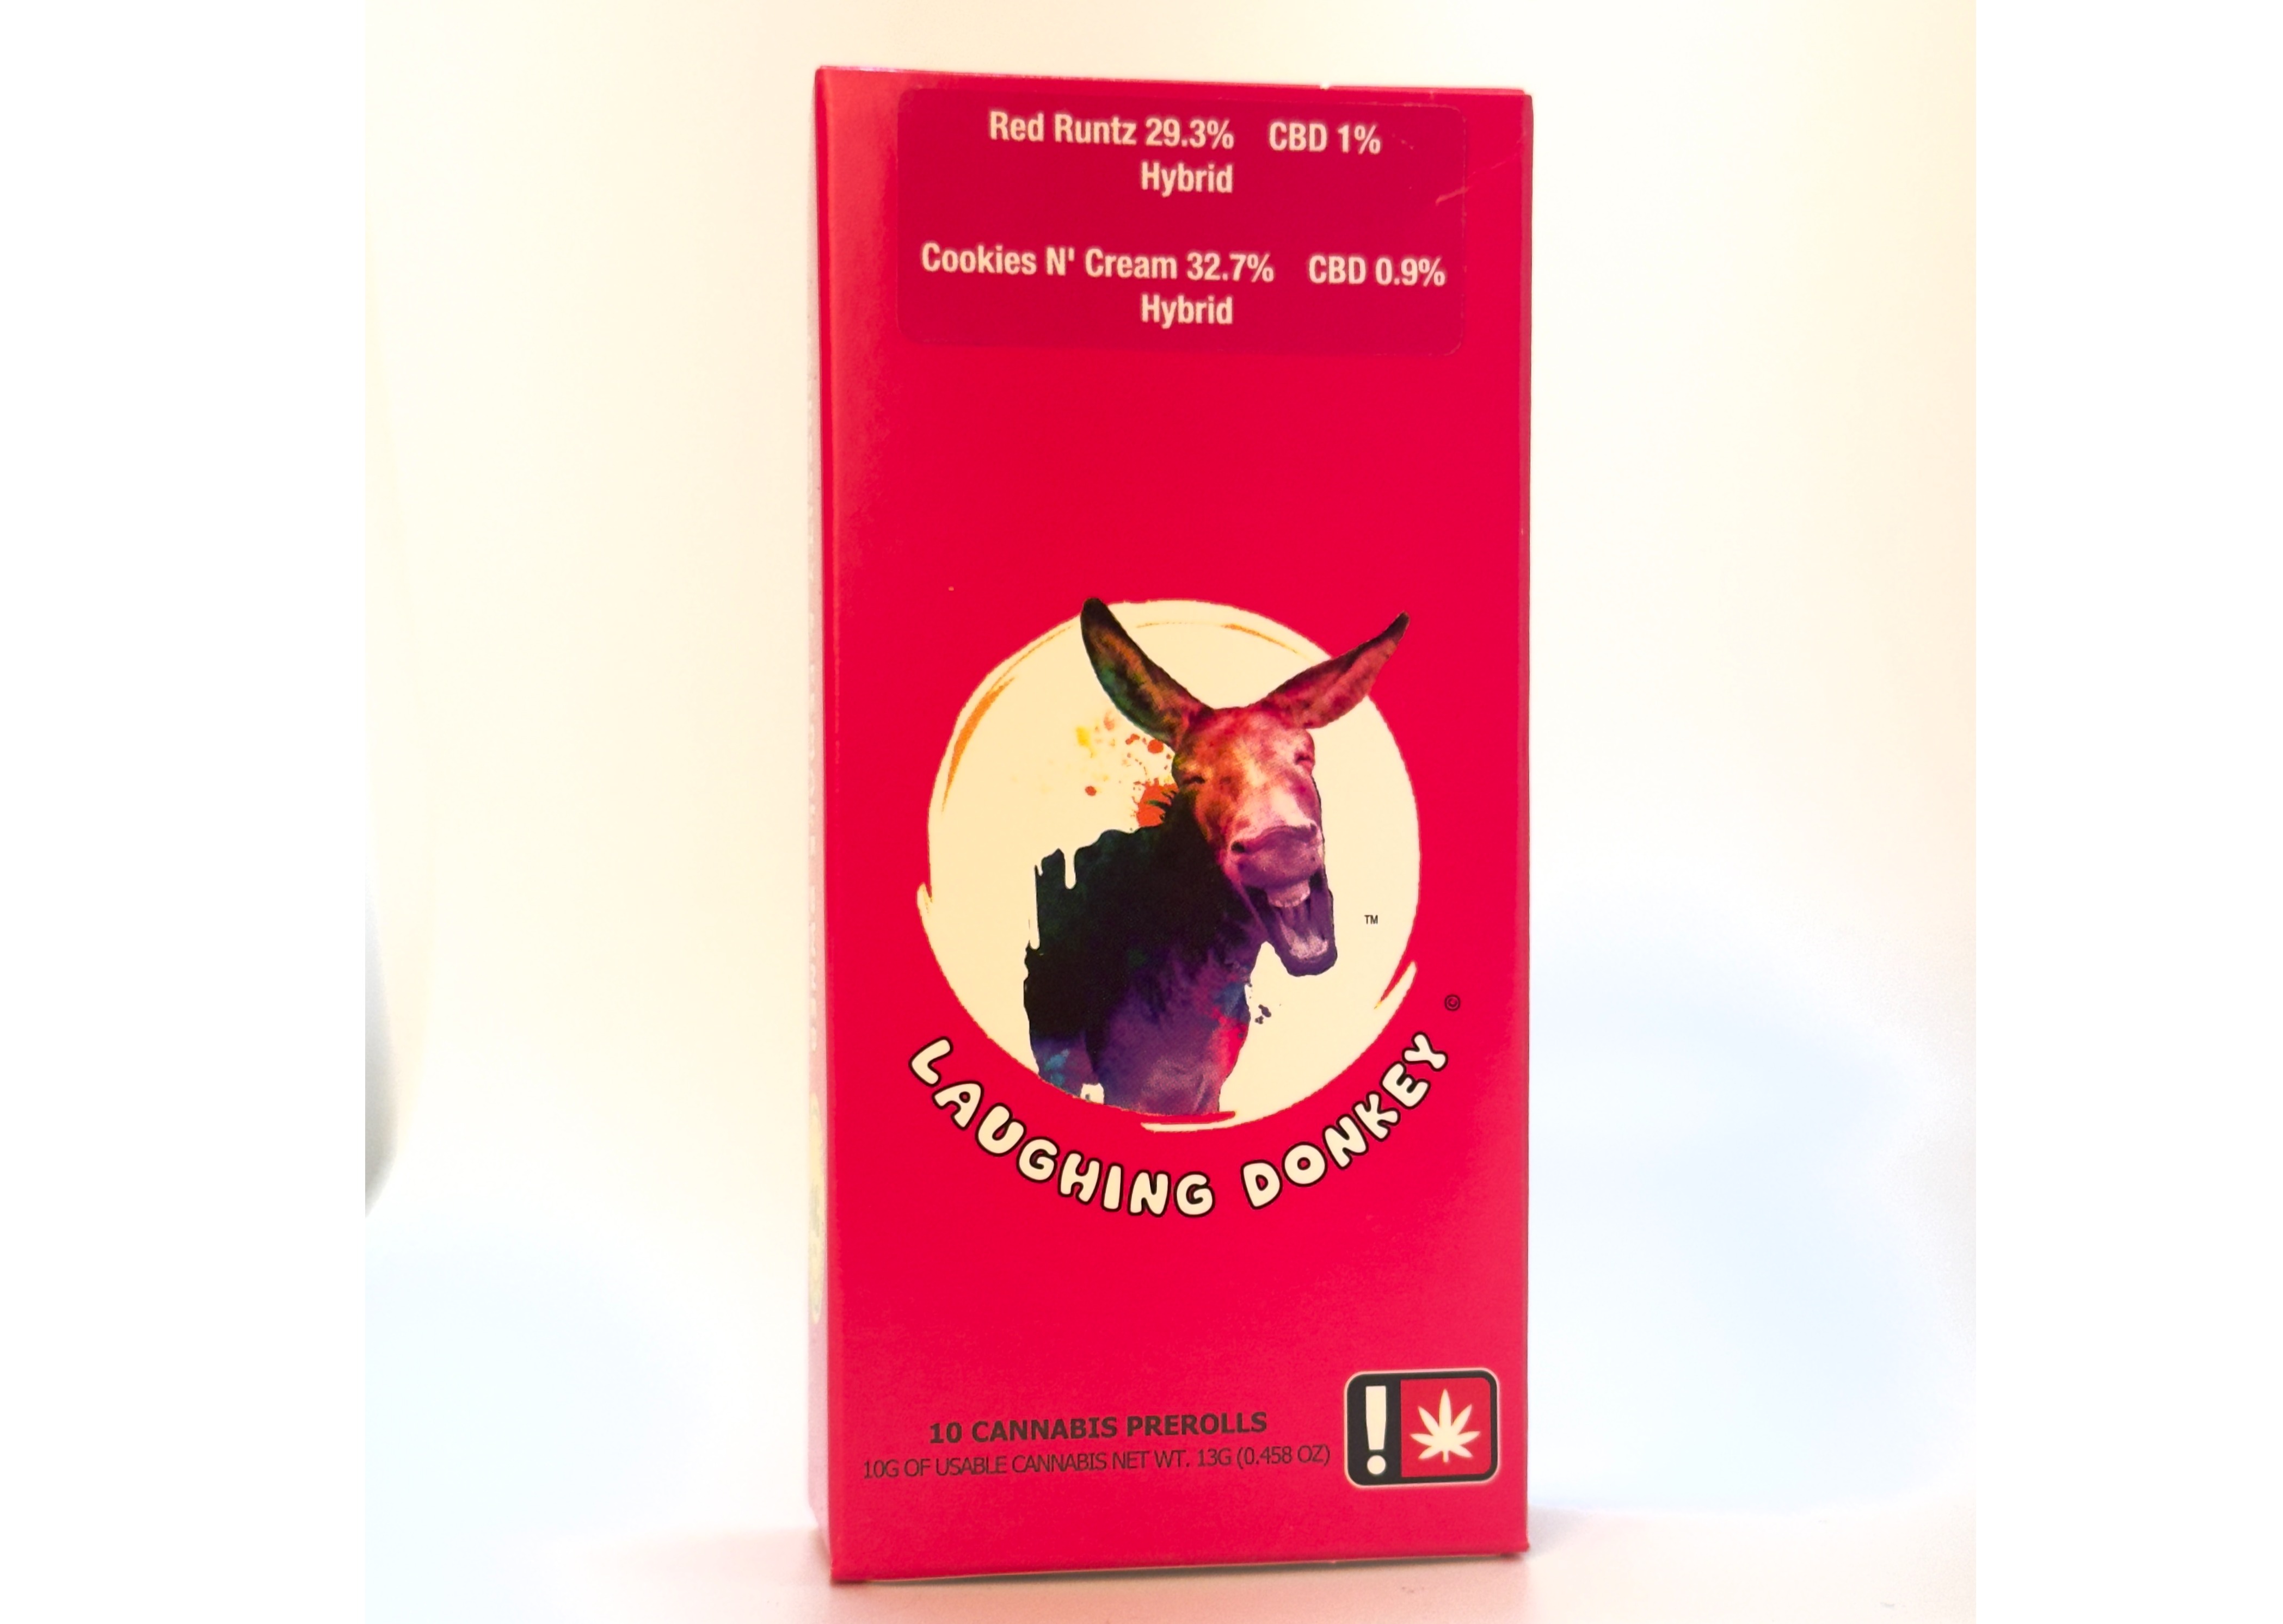 Red Runtz 29.3% CBD 1%
Hybrid
Cookies N' Cream 32.7% CBD 0.9%
Hybrid
TM
©
LAUGHING DONKEY
10 CANNABIS PREROLLS
10G OF USABLE CANNABIS NET WT. 13G (0.458 OZ)
!